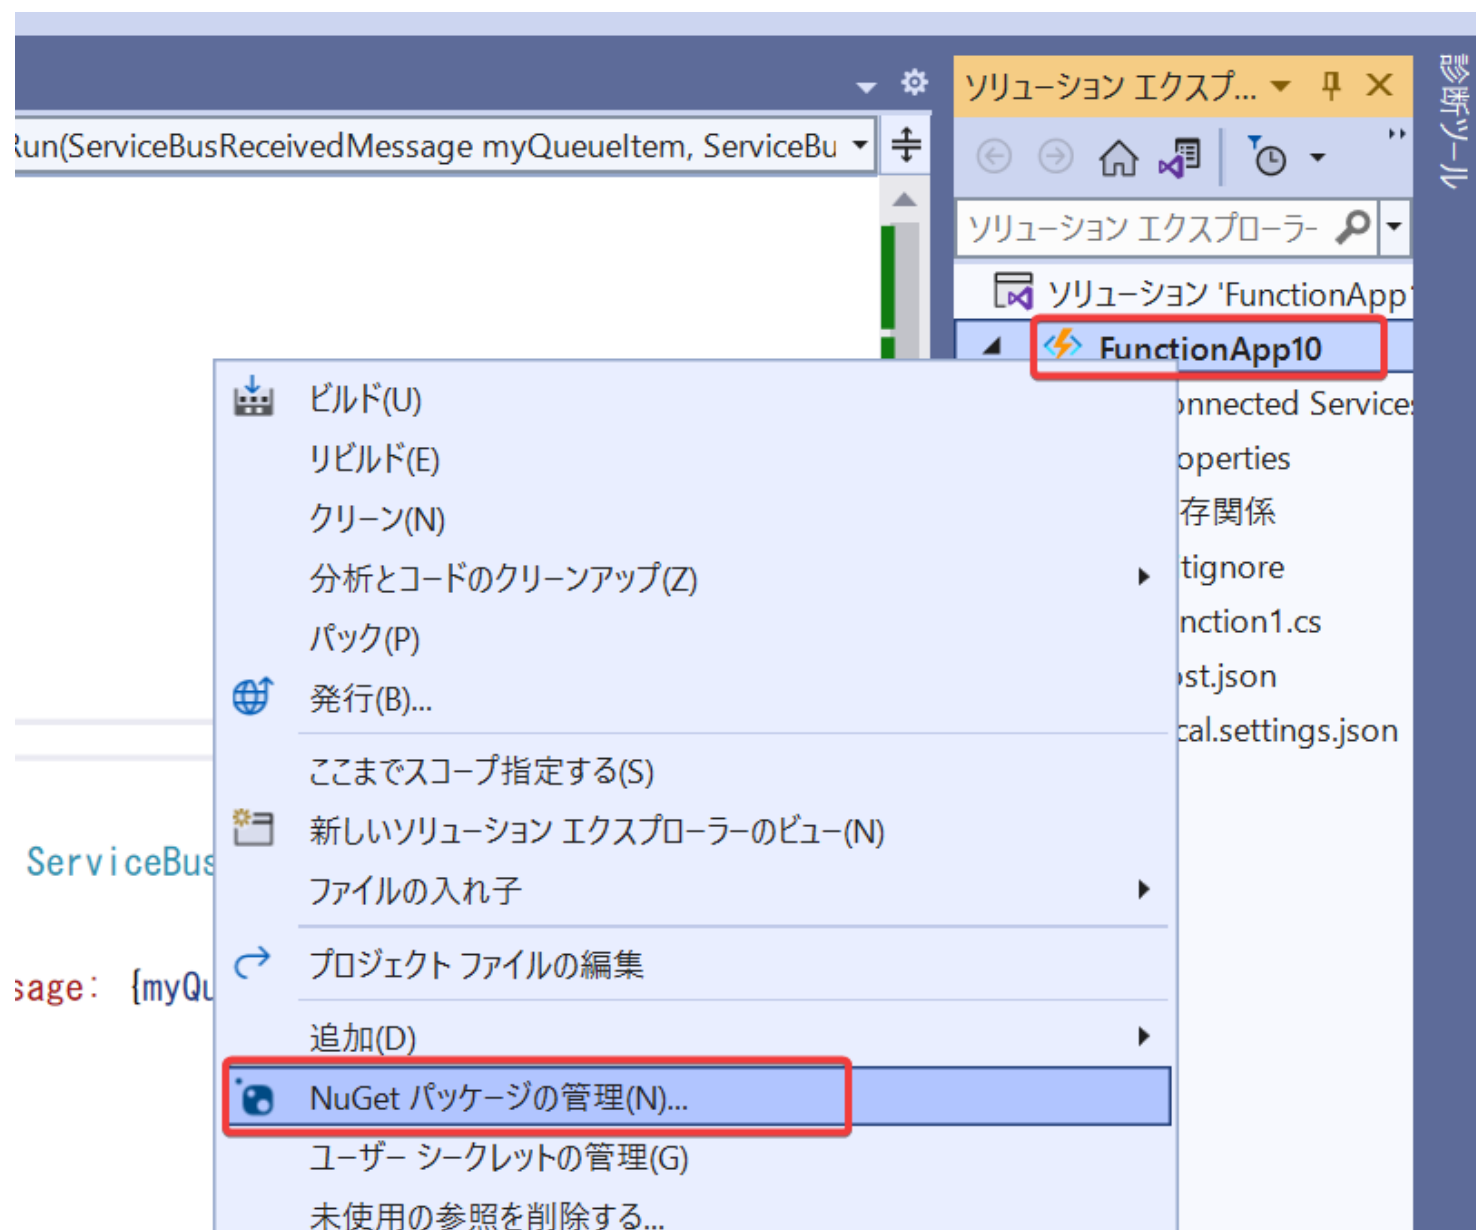 Run(ServiceBusReceivedMessage myQueueItem, ServiceBu
ソリューション エクスプ...
診断ツール
ソリューション エクスプローラー
ソリューション 'FunctionApp
FunctionApp10
onnected Services
operties
存関係
tignore
nction1.cs
ost.json
cal.settings.json
ServiceBus
sage: {myQu
ビルド(U)
リビルド(E)
クリーン(N)
分析とコードのクリーンアップ(Z)
パック(P)
発行(B)...
ここまでスコープ指定する(S)
新しいソリューション エクスプローラーのビュー(N)
ファイルの入れ子
プロジェクト ファイルの編集
追加(D)
NuGet パッケージの管理(N)...
ユーザー シークレットの管理(G)
未使用の参照を削除する...